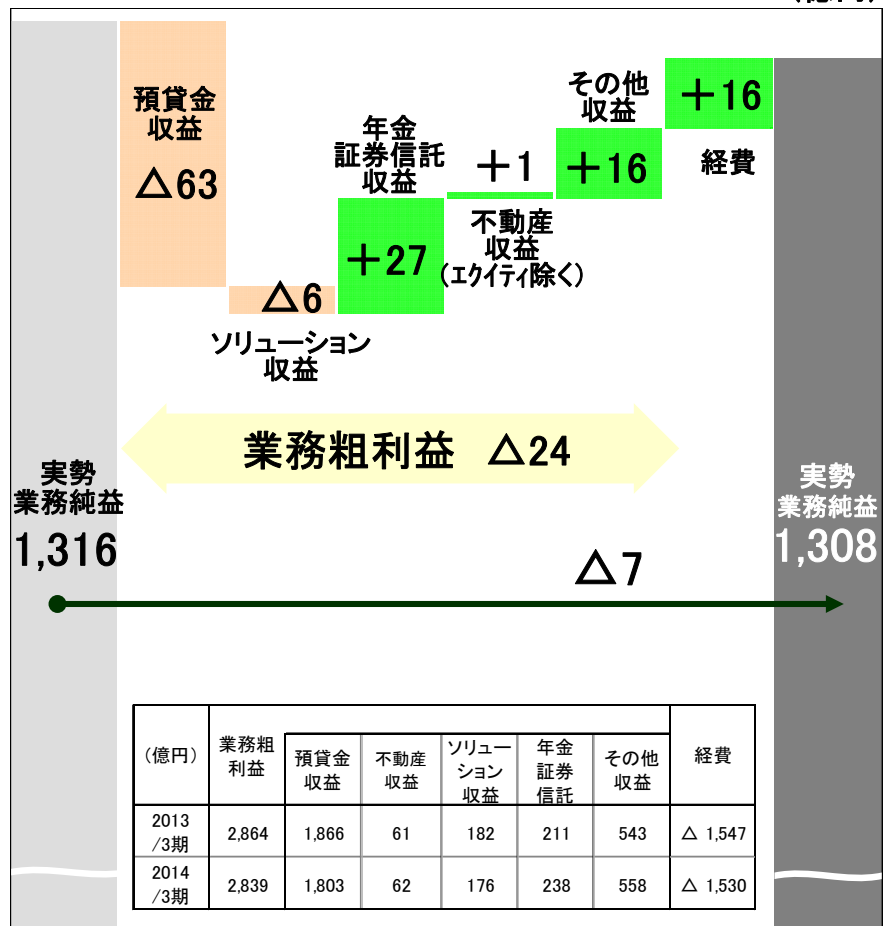 預貸金
収益
△63
△6
ソリューション
収益
年金
証券信託
収益
＋27
＋1
不動産
収益
（ｴｸｲﾃｨ除く）
その他
収益
＋16
＋16
経費
業務粗利益 △24
実勢
業務純益
1,316
実勢
業務純益
1,308
△7
（億円） 業務粗
利益 預貸金
収益 不動産
収益 ソリュー
ション
収益 年金
証券
信託 その他
収益 経費
2013
/3期 2,864 1,866 61 182 211 543 △ 1,547
2014
/3期 2,839 1,803 62 176 238 558 △ 1,530